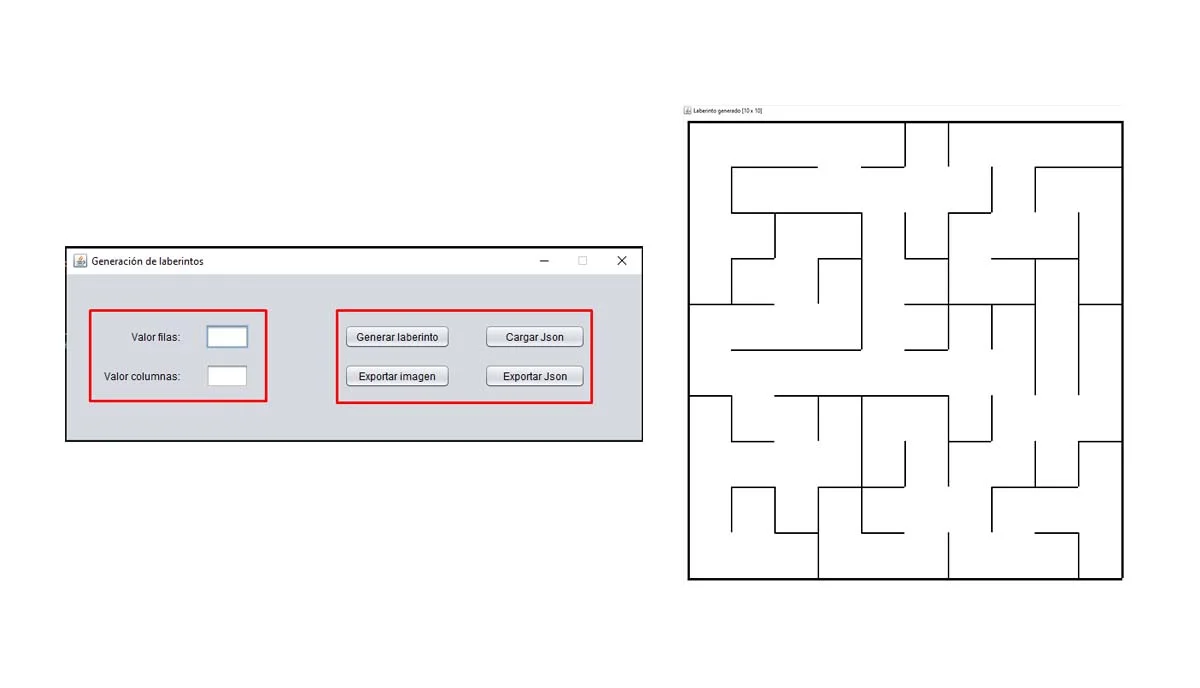 Generación de laberintos
Valor filas:
Valor columnas:
Generar laberinto
Cargar Json
Exportar imagen
Exportar Json
Laberinto generado [10 x 10]